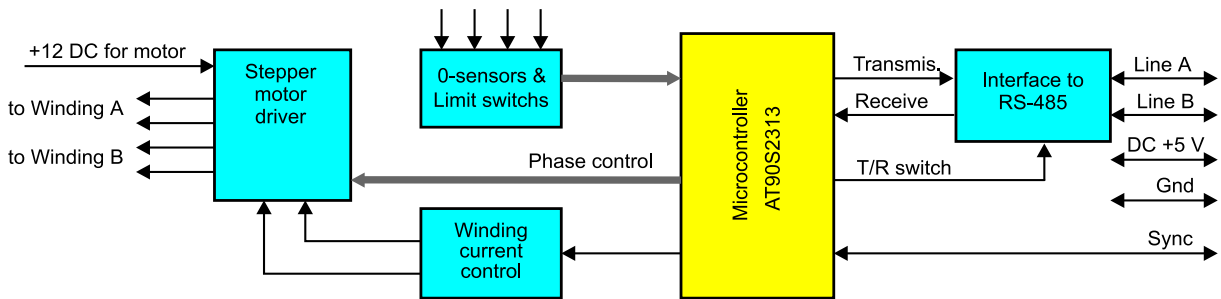 +12 DC for motor
to Winding A
to Winding B
Stepper
motor
driver
0-sensors &
Limit switchs
Phase control
Winding
current
control
Microcontroller
AT90S2313
Transmis.
Receive
T/R switch
Interface to
RS-485
Line A
Line B
DC +5 V
Gnd
Sync